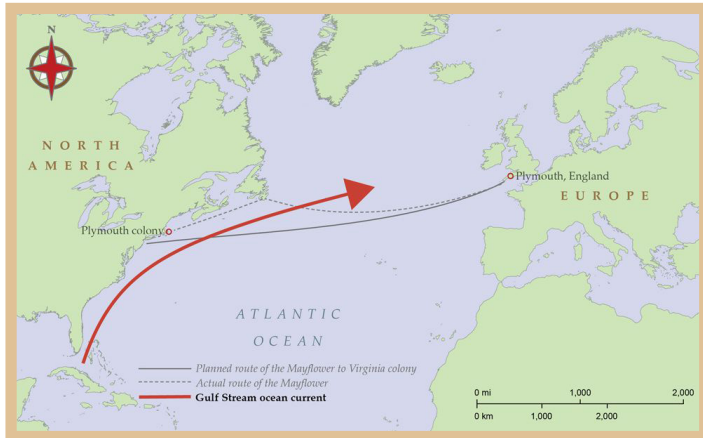 N
NORTH
AMERICA
Plymouth, England
EUROPE
Plymouth colony
ATLANTIC
OCEAN
Planned route of the Mayflower to Virginia colony
Actual route of the Mayflower
Gulf Stream ocean current
0 mi 1,000 2,000
0 km 1,000 2,000